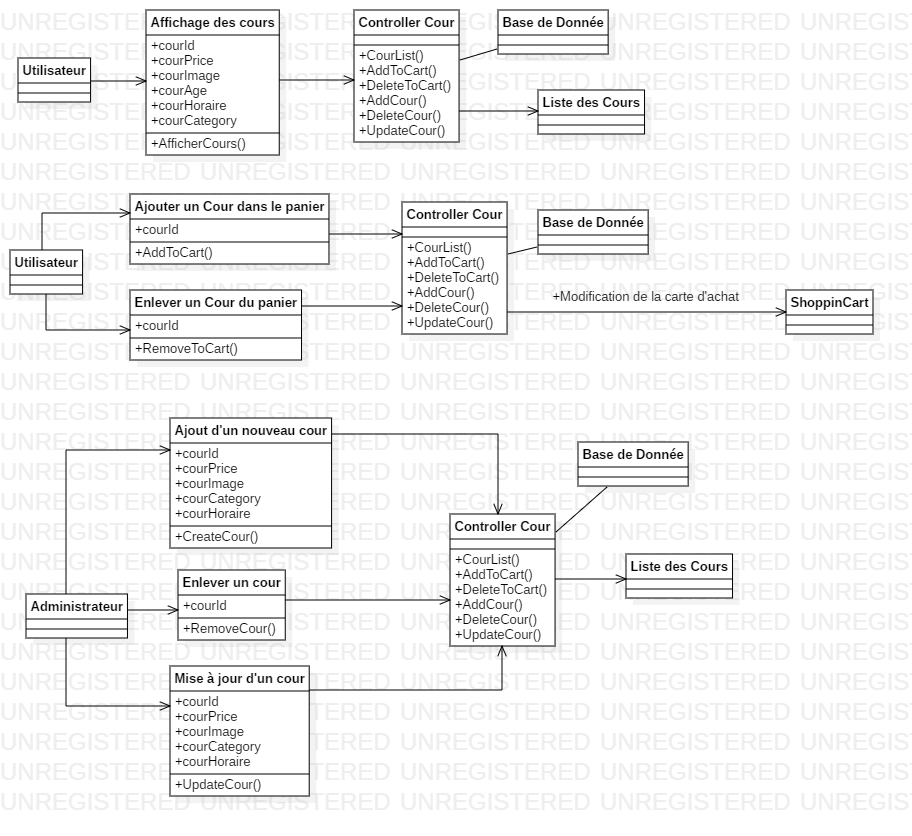 Utilisateur
Affichage des cours
+courId
+courPrice
+courImage
+courAge
+courHoraire
+courCategory
+AfficherCours()
Controller Cour
+CourList()
+AddToCart()
+DeleteToCart()
+AddCour()
+DeleteCour()
+UpdateCour()
Base de Donnée
Liste des Cours
Utilisateur
Ajouter un Cour dans le panier
+courId
+AddToCart()
Enlever un Cour du panier
+courId
+RemoveToCart()
Controller Cour
+CourList()
+AddToCart()
+DeleteToCart()
+AddCour()
+DeleteCour()
+UpdateCour()
Base de Donnée
+Modification de la carte d'achat
ShoppinCart
Administrateur
Ajout d'un nouveau cour
+courId
+courPrice
+courImage
+courCategory
+courHoraire
+CreateCour()
Enlever un cour
+courId
+RemoveCour()
Mise à jour d'un cour
+courId
+courPrice
+courImage
+courCategory
+courHoraire
+UpdateCour()
Controller Cour
+CourList()
+AddToCart()
+DeleteToCart()
+AddCour()
+DeleteCour()
+UpdateCour()
Base de Donnée
Liste des Cours
UNREGISTERED